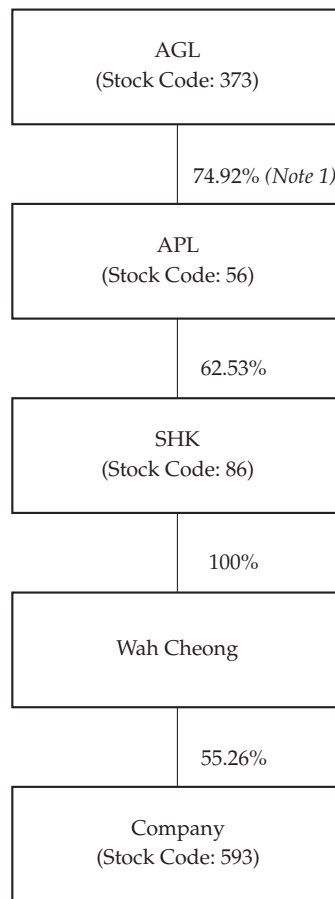 AGL
(Stock Code: 373)
74.92% (Note 1)
APL
(Stock Code: 56)
62.53%
SHK
(Stock Code: 86)
100%
Wah Cheong
55.26%
Company
(Stock Code: 593)